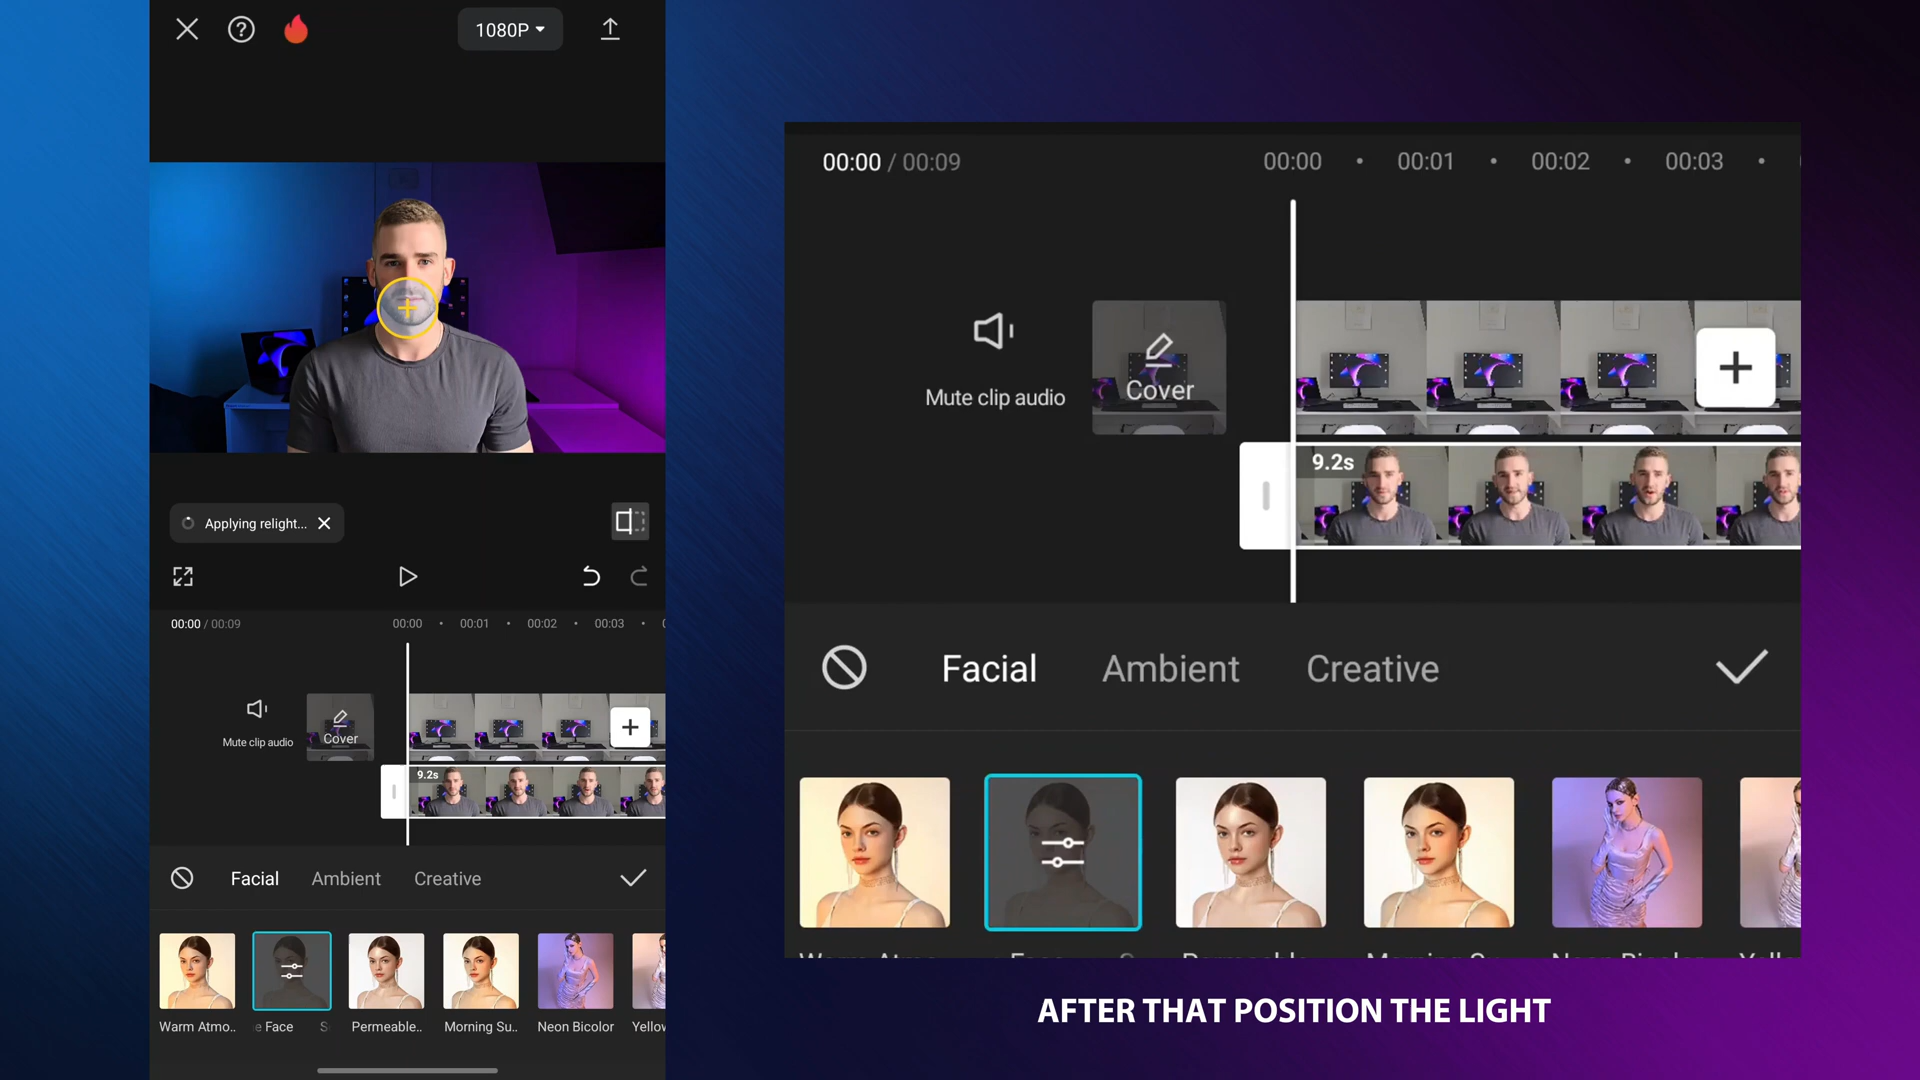 1080P
Applying relight...
00:00 / 00:09
00:00 00:01 00:02 00:03
Mute clip audio
Cover
9.2s
Facial Ambient Creative
Warm Atmo.. e Face Permeable.. Morning Su.. Neon Bicolor Yellow
00:00 / 00:09 00:00 00:01 00:02 00:03
Mute clip audio
Cover
9.2s
Facial Ambient Creative
AFTER THAT POSITION THE LIGHT